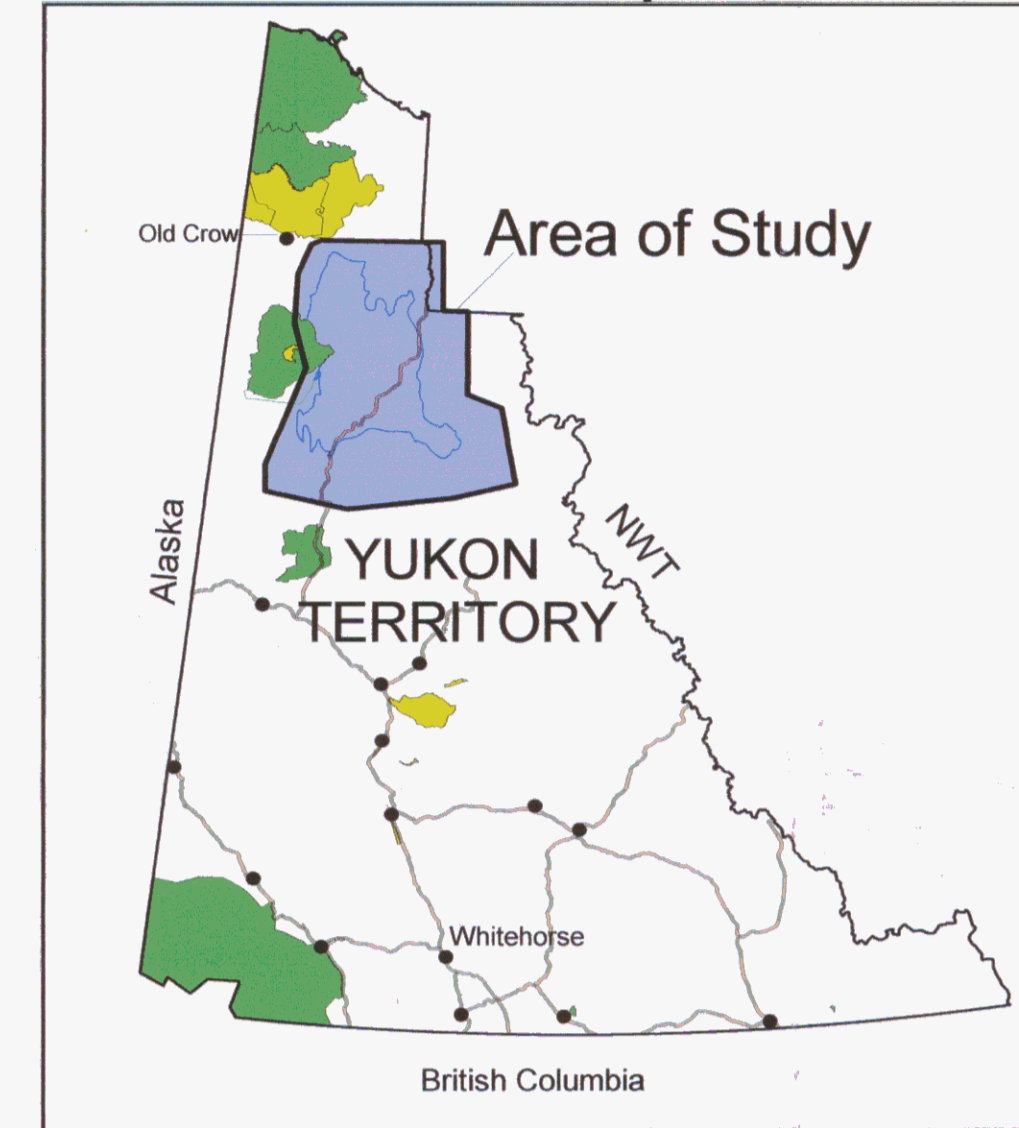 Old Crow
Area of Study
Alaska
NWT
YUKON
TERRITORY
Whitehorse
British Columbia